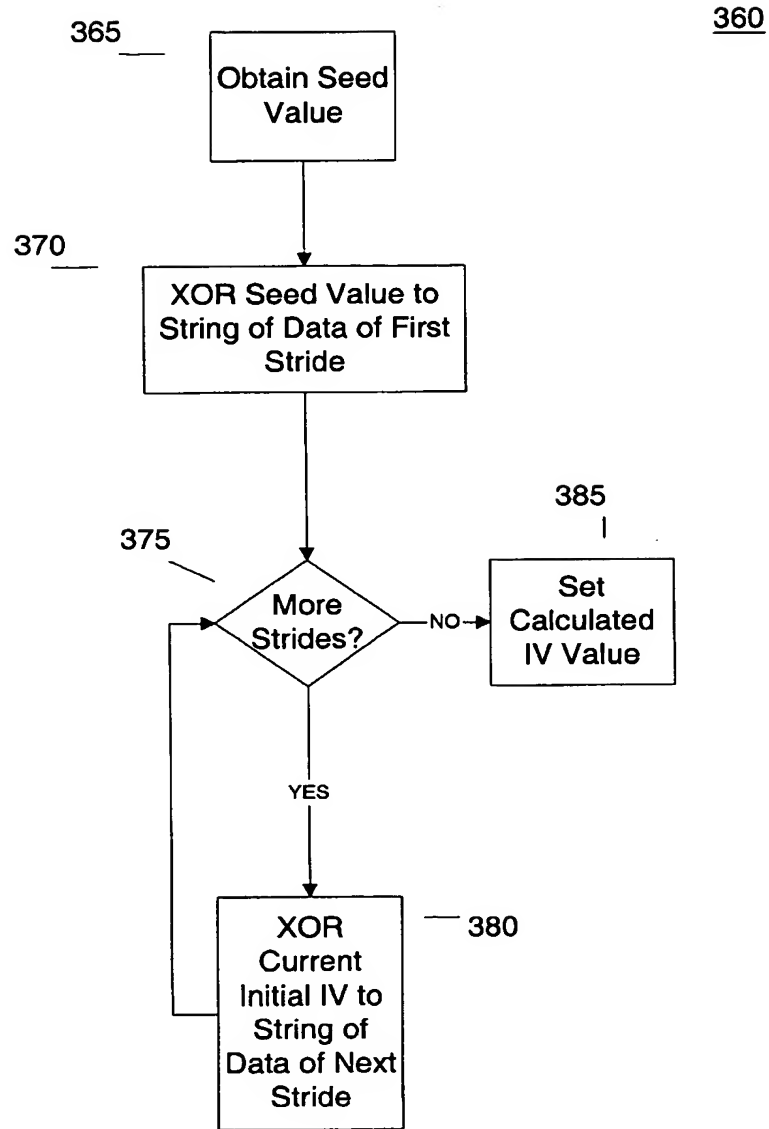 360
365
Obtain Seed
Value
370
XOR Seed Value to
String of Data of First
Stride
375
More
Strides?
NO
385
Set
Calculated
IV Value
YES
380
XOR
Current
Initial IV to
String of
Data of Next
Stride